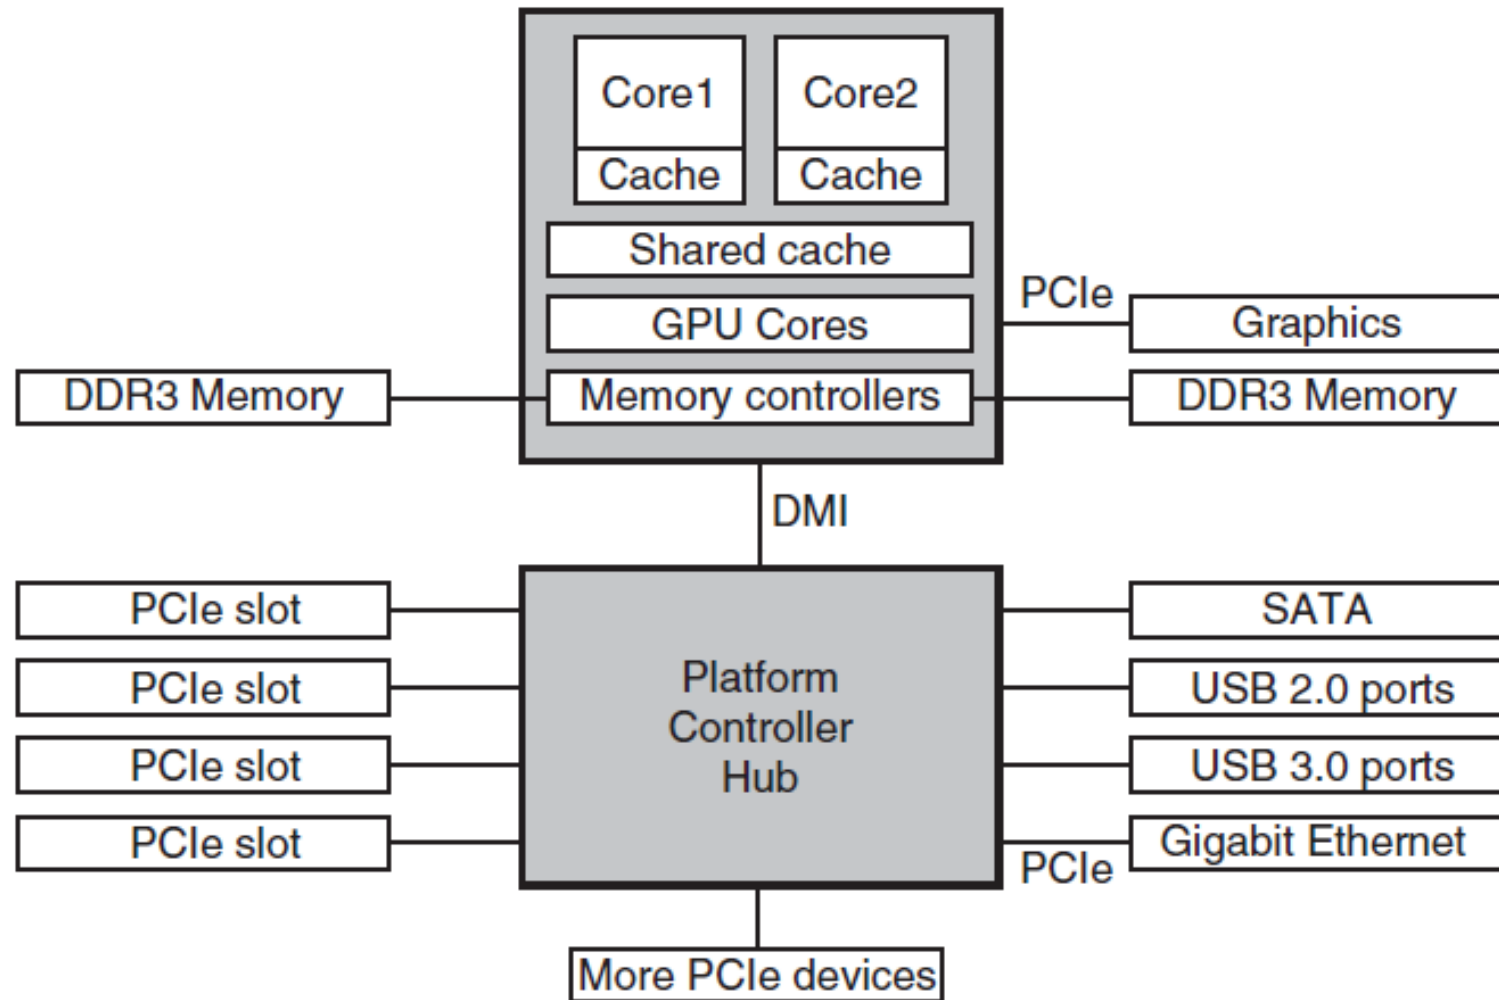 Core1
Core2
Cache
Cache
Shared cache
GPU Cores
PCIe
Graphics
DDR3 Memory
Memory controllers
DDR3 Memory
DMI
PCIe slot
SATA
PCIe slot
USB 2.0 ports
PCIe slot
USB 3.0 ports
PCIe slot
Platform
Controller
Hub
Gigabit Ethernet
PCIe
More PCIe devices